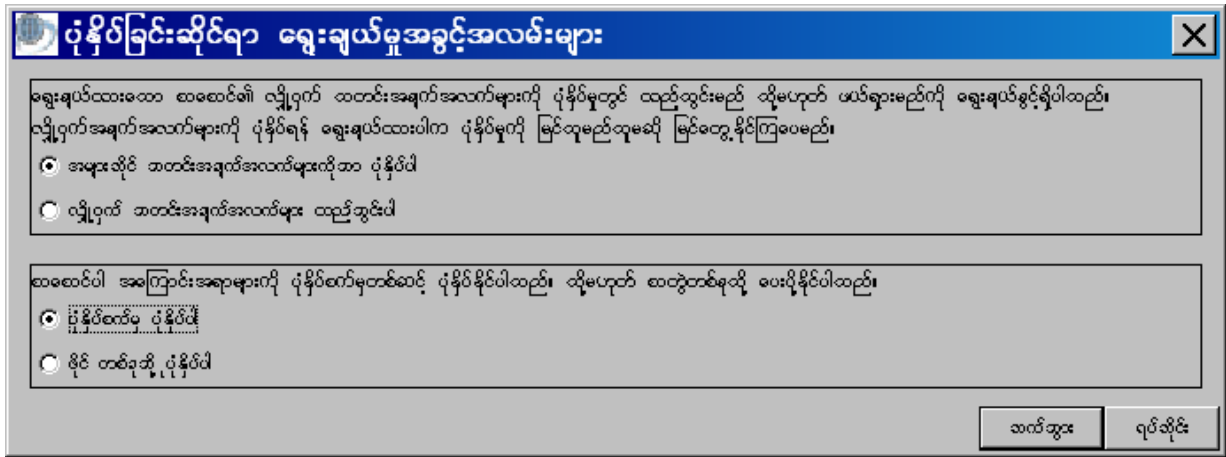 ပုံနှိပ်ခြင်းဆိုင်ရာ ရွေးချယ်မှုအခွင့်အလမ်းများ
ရွေးချယ်ထားသော စာစောင်၏ လျှို့ဝှက် သတင်းအချက်အလက်များကို ပုံနှိပ်မှုတွင် ထည့်သွင်းမည် သို့မဟုတ် ဖယ်ရှားမည်ကို ရွေးချယ်ခွင့်ရှိပါသည်။
လျှို့ဝှက်အချက်အလက်များကို ပုံနှိပ်ရန် ရွေးချယ်ထားပါက ပုံနှိပ်မှုကို မြင်သူမည်သူမဆို မြင်တွေ့နိုင်ကြပေမည်။
အများဆိုင် သတင်းအချက်အလက်များကိုသာ ပုံနှိပ်ပါ
လျှို့ဝှက် သတင်းအချက်အလက်များ ထည့်သွင်းပါ
စာစောင်ပါ အကြောင်းအရာများကို ပုံနှိပ်စက်မှတစ်ဆင့် ပုံနှိပ်နိုင်ပါသည်။ သို့မဟုတ် စာတွဲတစ်ခုသို့ ပေးပို့နိုင်ပါသည်။
ပုံနှိပ်စက်မှ ပုံနှိပ်ပါ
ဖိုင် တစ်ခုသို့ ပုံနှိပ်ပါ
ဆက်သွား ရပ်ဆိုင်း